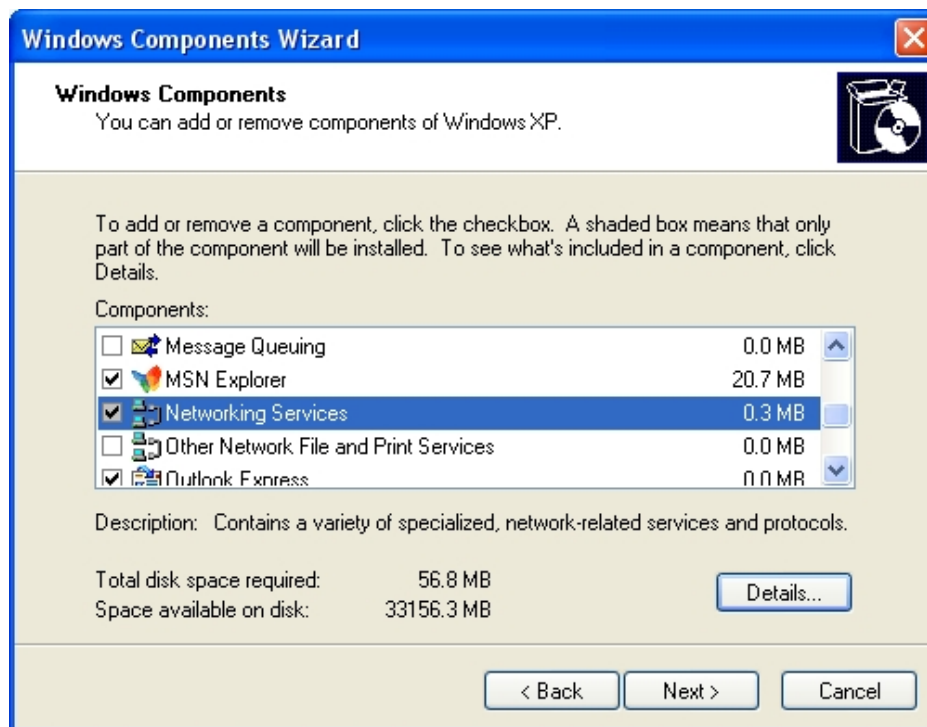 Windows Components Wizard
Windows Components
You can add or remove components of Windows XP.
To add or remove a component, click the checkbox. A shaded box means that only
part of the component will be installed. To see what's included in a component, click
Details.
Components:
Message Queuing 0.0 MB
MSN Explorer 20.7 MB
Networking Services 0.3 MB
Other Network File and Print Services 0.0 MB
Outlook Express 0.0 MB
Description: Contains a variety of specialized, network-related services and protocols.
Total disk space required: 56.8 MB
Space available on disk: 33156.3 MB
Details...
< Back Next > Cancel